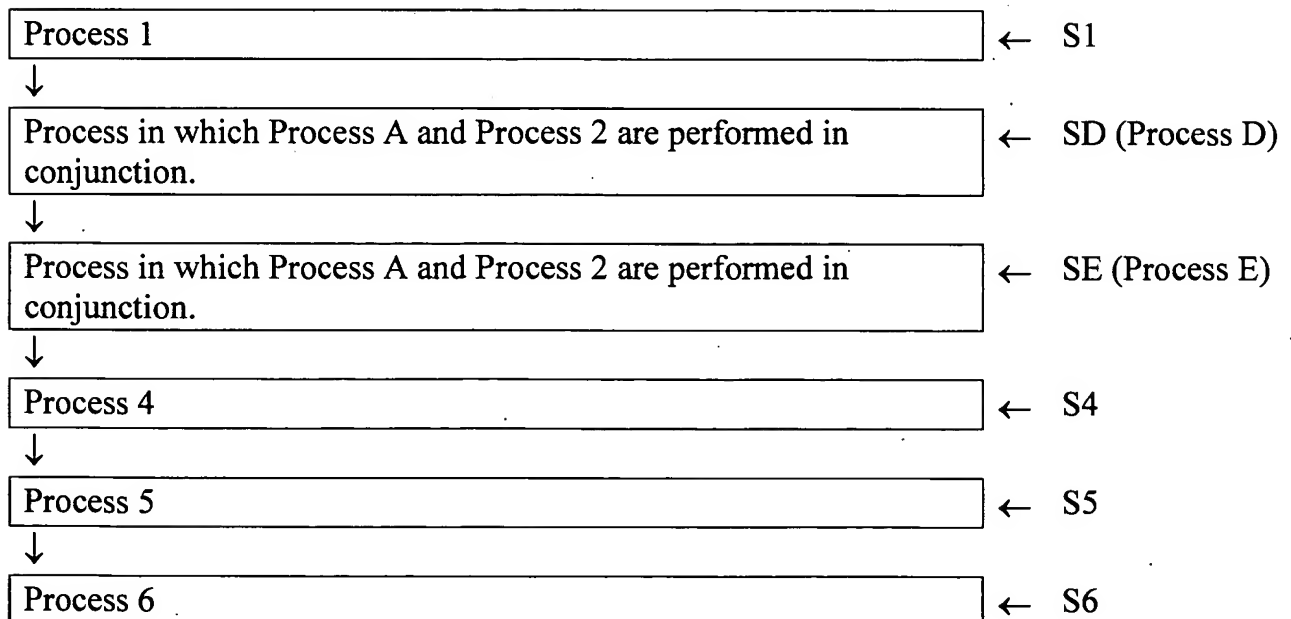 Process 1 ← S1
↓
Process in which Process A and Process 2 are performed in ← SD (Process D)
conjunction.
↓
Process in which Process A and Process 2 are performed in ← SE (Process E)
conjunction.
↓
Process 4 ← S4
↓
Process 5 ← S5
↓
Process 6 ← S6